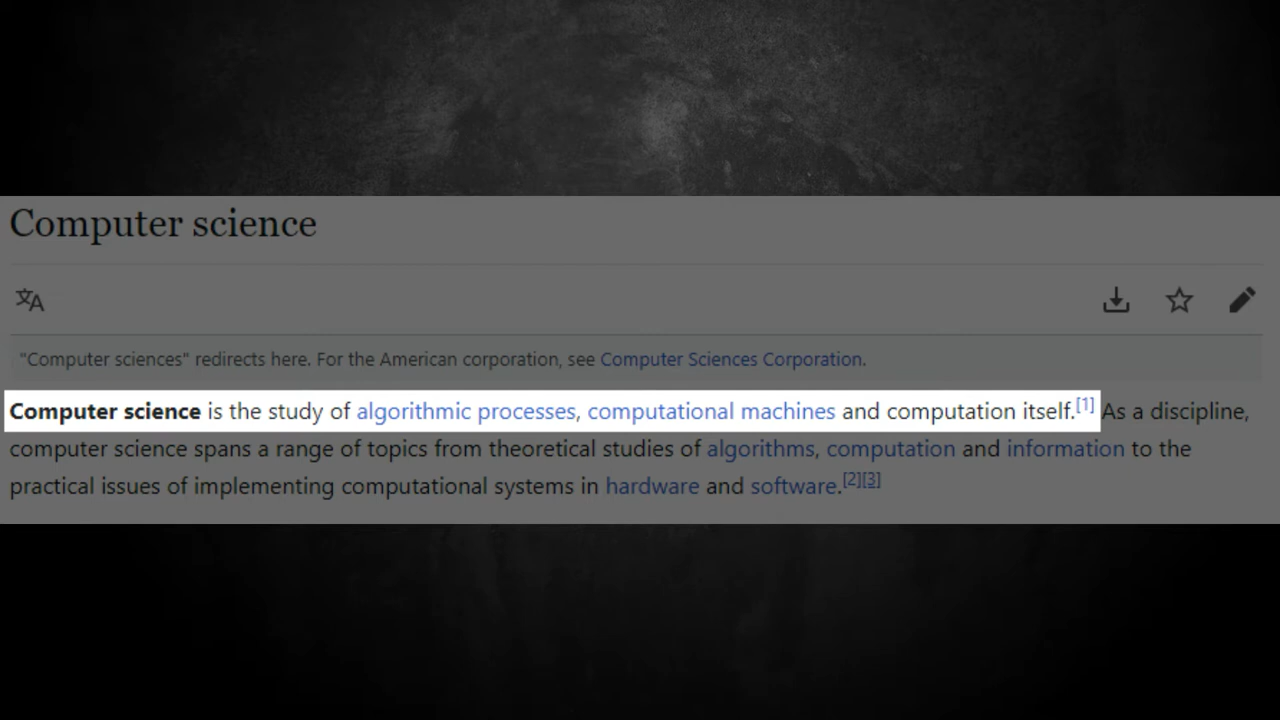 Computer science
"Computer sciences" redirects here. For the American corporation, see Computer Sciences Corporation.
Computer science is the study of algorithmic processes, computational machines and computation itself.[1] As a discipline,
computer science spans a range of topics from theoretical studies of algorithms, computation and information to the
practical issues of implementing computational systems in hardware and software.[2][3]